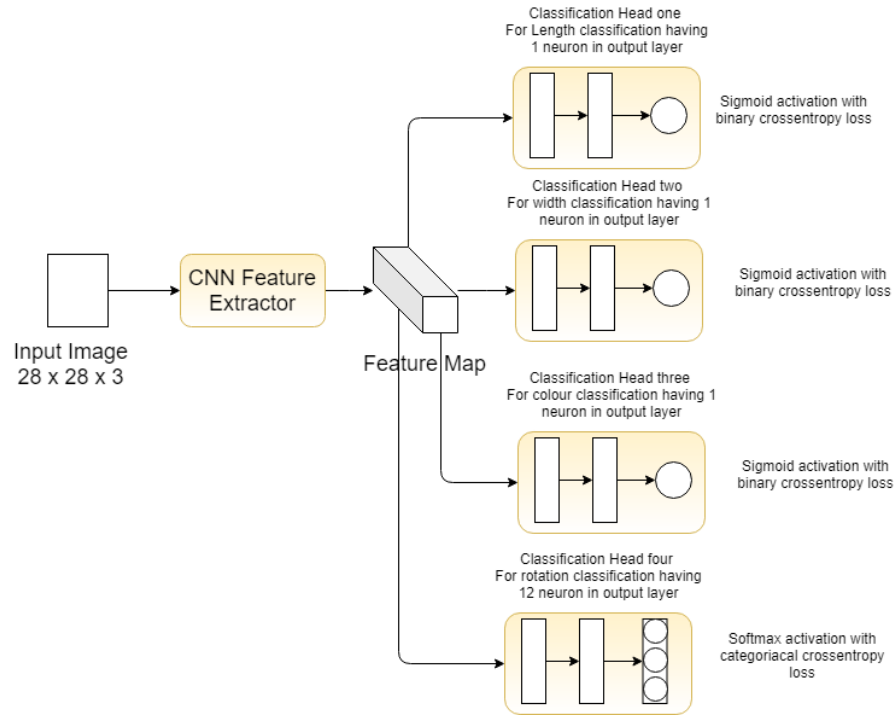 Classification Head one
For Length classification having
1 neuron in output layer
Sigmoid activation with
binary crossentropy loss
Classification Head two
For width classification having 1
neuron in output layer
Sigmoid activation with
binary crossentropy loss
CNN Feature
Extractor
Input Image
28 x 28 x 3
Feature Map
Classification Head three
For colour classification having 1
neuron in output layer
Sigmoid activation with
binary crossentropy loss
Classification Head four
For rotation classification having
12 neuron in output layer
Softmax activation with
categoriacal crossentropy
loss